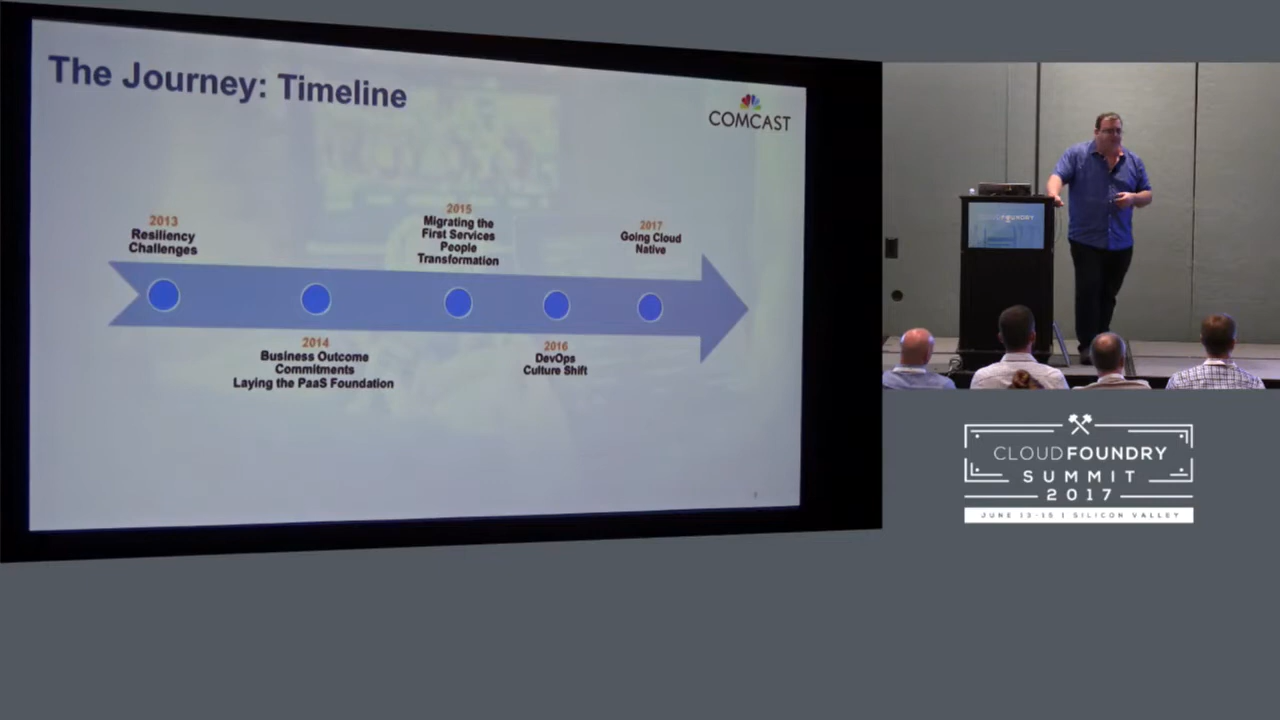 The Journey: Timeline
COMCAST
2013
Resiliency
Challenges
2014
Business Outcome
Commitments
Laying the PaaS Foundation
2015
Migrating the
First Services
People
Transformation
2016
DevOps
Culture Shift
2017
Going Cloud
Native
CLOUD FOUNDRY
CLOUD FOUNDRY
SUMMIT
2017
JUNE 13-15 | SILICON VALLEY